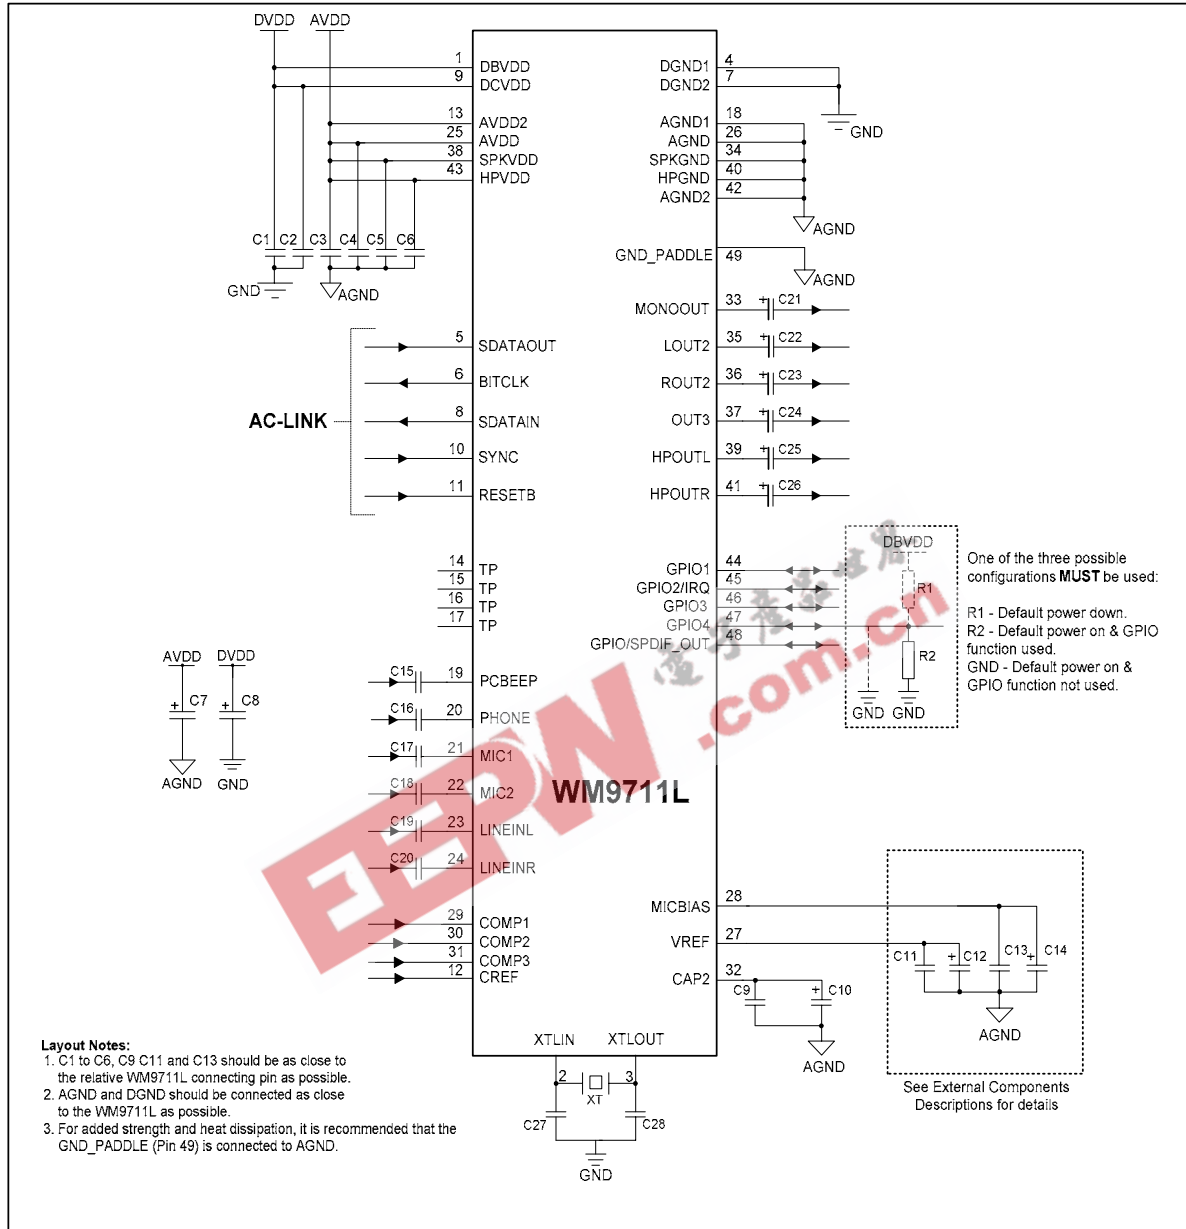 DVDD AVDD
1 DBVDD
9 DCVDD
13 AVDD2
25 AVDD
38 SPKVDD
43 HPVDD
DGND1 4
DGND2 7
GND
AGND1 18
AGND 26
SPKGND 34
HPGND 40
AGND2 42
AGND
GND_PADDLE 49
AGND
C1 C2 C3 C4 C5 C6
GND AGND
MONOOUT 33 + C21
LOUT2 35 + C22
ROUT2 36 + C23
OUT3 37 + C24
HPOUTL 39 + C25
HPOUTR 41 + C26
AC-LINK
5 SDATAOUT
6 BITCLK
8 SDATAIN
10 SYNC
11 RESETB
14 TP
15 TP
16 TP
17 TP
GPIO1 44
GPIO2/IRQ 45
GPIO3 46
GPIO4 47
GPIO/SPDIF_OUT 48
DBVDD
R1
R2
GND GND
One of the three possible
configurations MUST be used:
R1 - Default power down.
R2 - Default power on & GPIO
function used.
GND - Default power on &
GPIO function not used.
電子產品世界
EEPW .com.cn
AVDD DVDD
+ C7 + C8
AGND GND
C15 19 PCBEEP
C16 20 PHONE
C17 21 MIC1
C18 22 MIC2
C19 23 LINEINL
C20 24 LINEINR
WM9711L
29 COMP1
30 COMP2
31 COMP3
12 CREF
MICBIAS 28
VREF 27
CAP2 32
C9 + C10
AGND
C11 + C12 C13 + C14
AGND
See External Components
Descriptions for details
XTLIN XTLOUT
2 3
XT
C27 C28
GND
Layout Notes:
1. C1 to C6, C9 C11 and C13 should be as close to
the relative WM9711L connecting pin as possible.
2. AGND and DGND should be connected as close
to the WM9711L as possible.
3. For added strength and heat dissipation, it is recommended that the
GND_PADDLE (Pin 49) is connected to AGND.